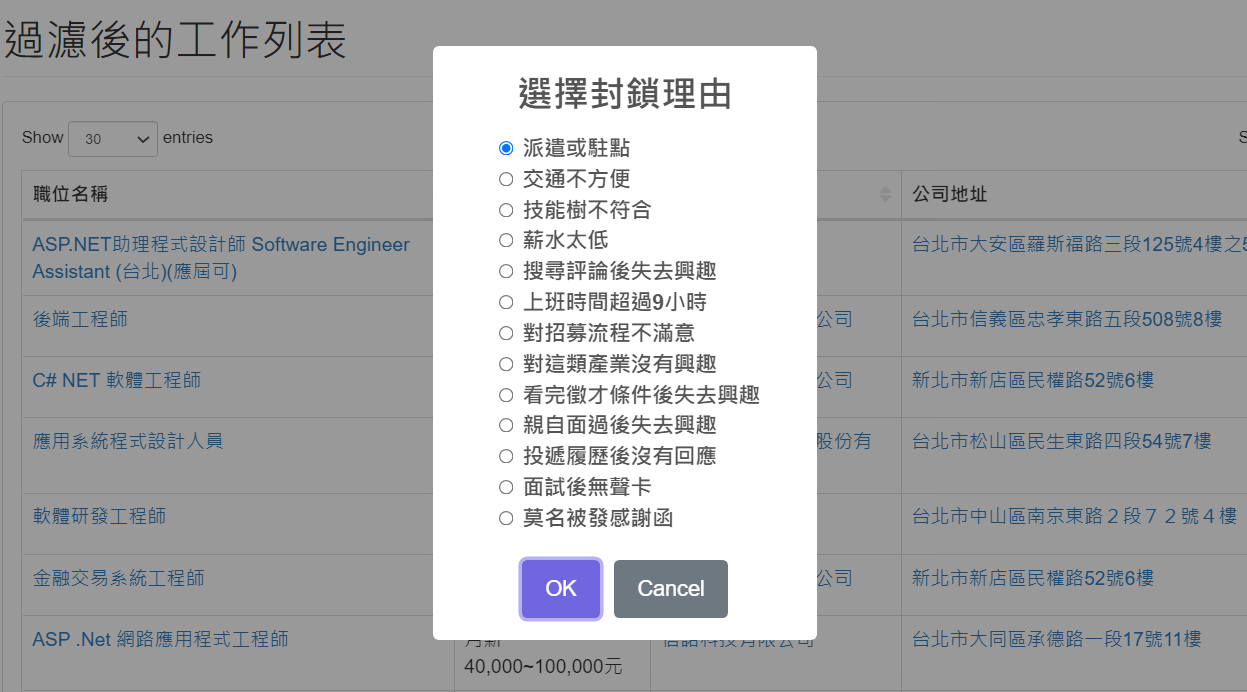 過濾後的工作列表
選擇封鎖理由
派遣或駐點
交通不方便
技能樹不符合
薪水太低
搜尋評論後失去興趣
上班時間超過9小時
對招募流程不滿意
對這類產業沒有興趣
看完徵才條件後失去興趣
親自面過後失去興趣
投遞履歷後沒有回應
面試後無聲卡
莫名被發感謝函
OK
Cancel
Show 30 entries
職位名稱
公司地址
ASP.NET助理程式設計師 Software Engineer
Assistant (台北)(應屆可)
台北市大安區羅斯福路三段125號4樓之
後端工程師
公司
台北市信義區忠孝東路五段508號8樓
C# NET 軟體工程師
公司
新北市新店區民權路52號6樓
應用系統程式設計人員
股份有
台北市松山區民生東路四段54號7樓
軟體研發工程師
台北市中山區南京東路２段７２號４樓
金融交易系統工程師
公司
新北市新店區民權路52號6樓
ASP .Net 網路應用程式工程師
月薪
40,000~100,000元
台北市大同區承德路一段17號11樓